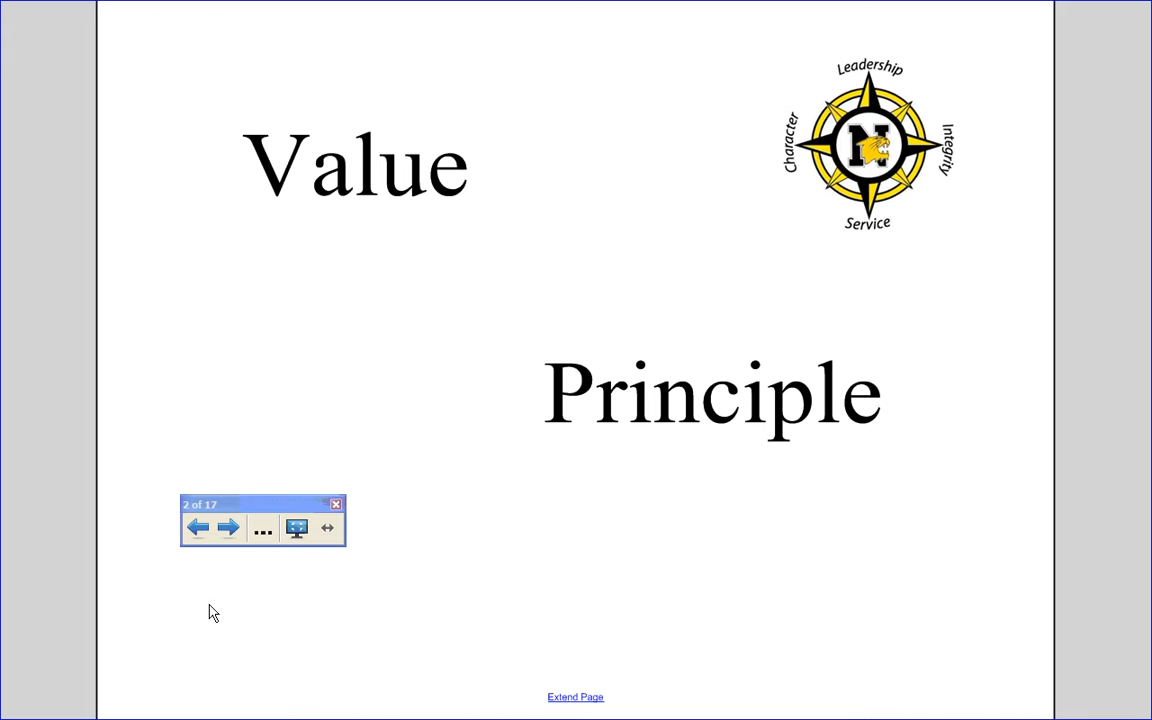 Leadership
Value
Character
N
Integrity
Service
Principle
2 of 17
...
Extend Page